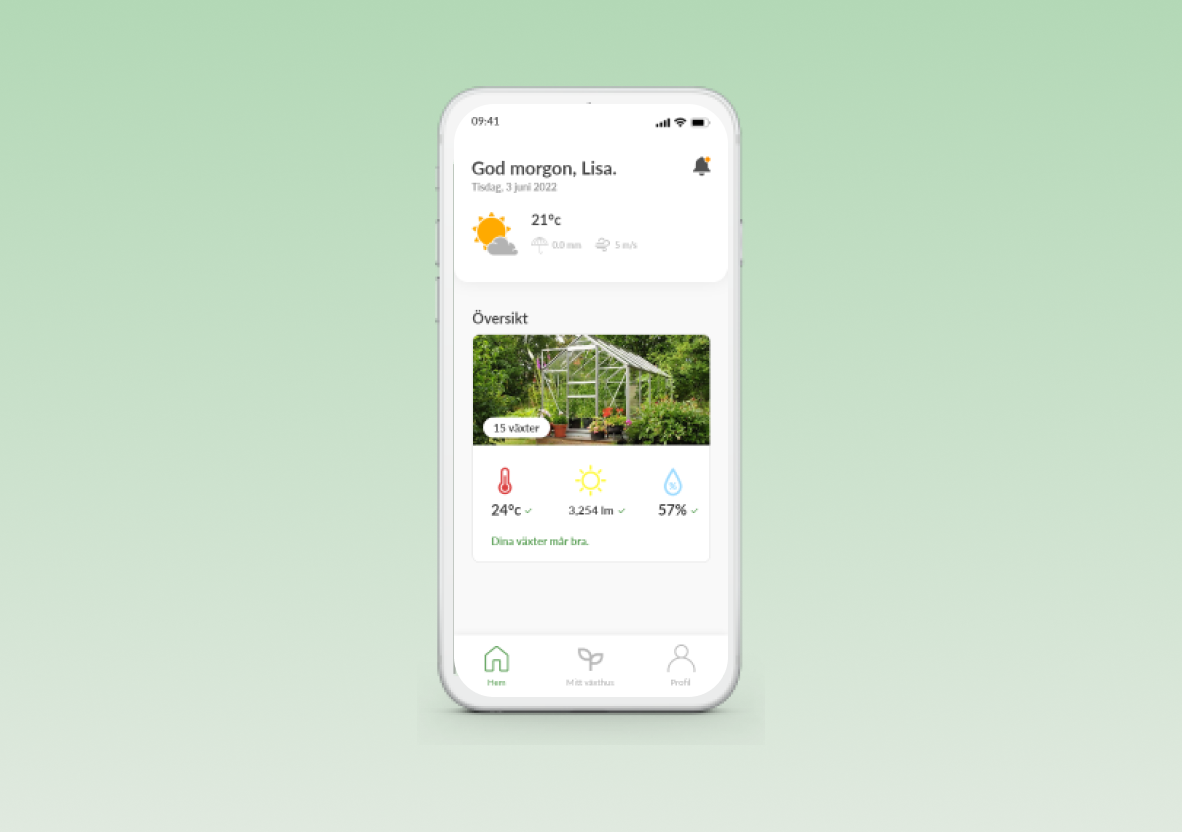 09:41
God morgon, Lisa.
Tisdag, 3 juni 2022
21°c
0.0 mm 5 m/s
Översikt
15 växter
%
24°c 3,254 lm 57%
Dina växter mår bra.
Hem Mitt växthus Profil